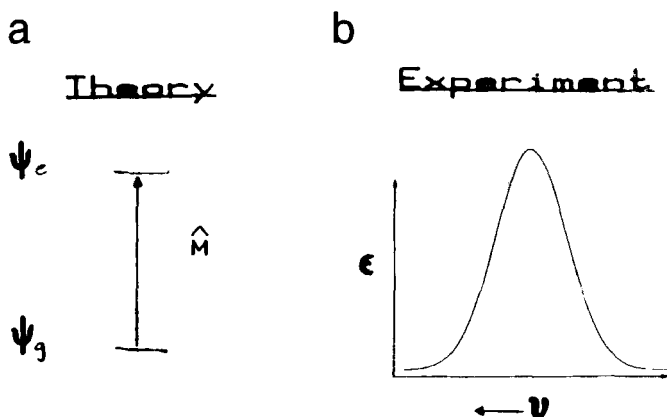 a
Theory
ψe
M̂
ψg
b
Experiment
ϵ
← ν